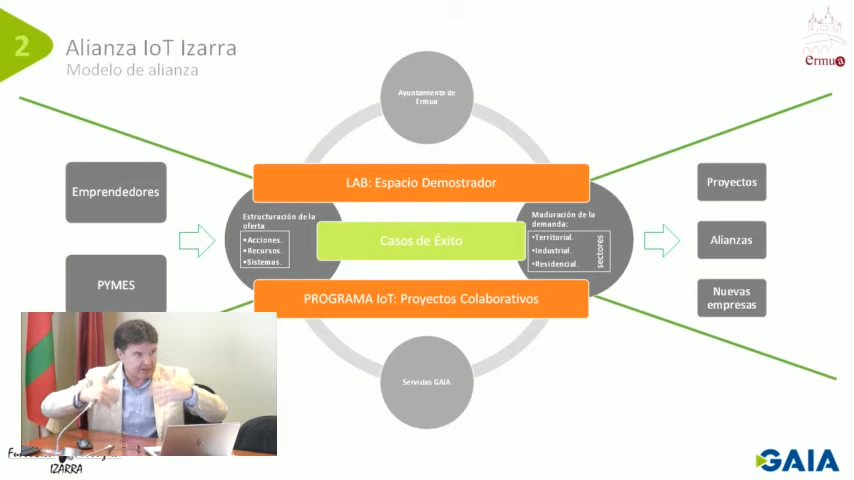 2
Alianza IoT Izarra
Modelo de alianza
Ermua
Ayuntamiento de
Ermua
Emprendedores
PYMES
LAB: Espacio Demostrador
Estructuración de la
oferta
•Acciones.
•Recursos.
•Sistemas.
Casos de Éxito
Maduración de la
demanda:
•Territorial.
•Industrial.
•Residencial.
sectores
PROGRAMA IoT: Proyectos Colaborativos
Proyectos
Alianzas
Nuevas
empresas
Servicios GAIA
IZARRA
GAIA